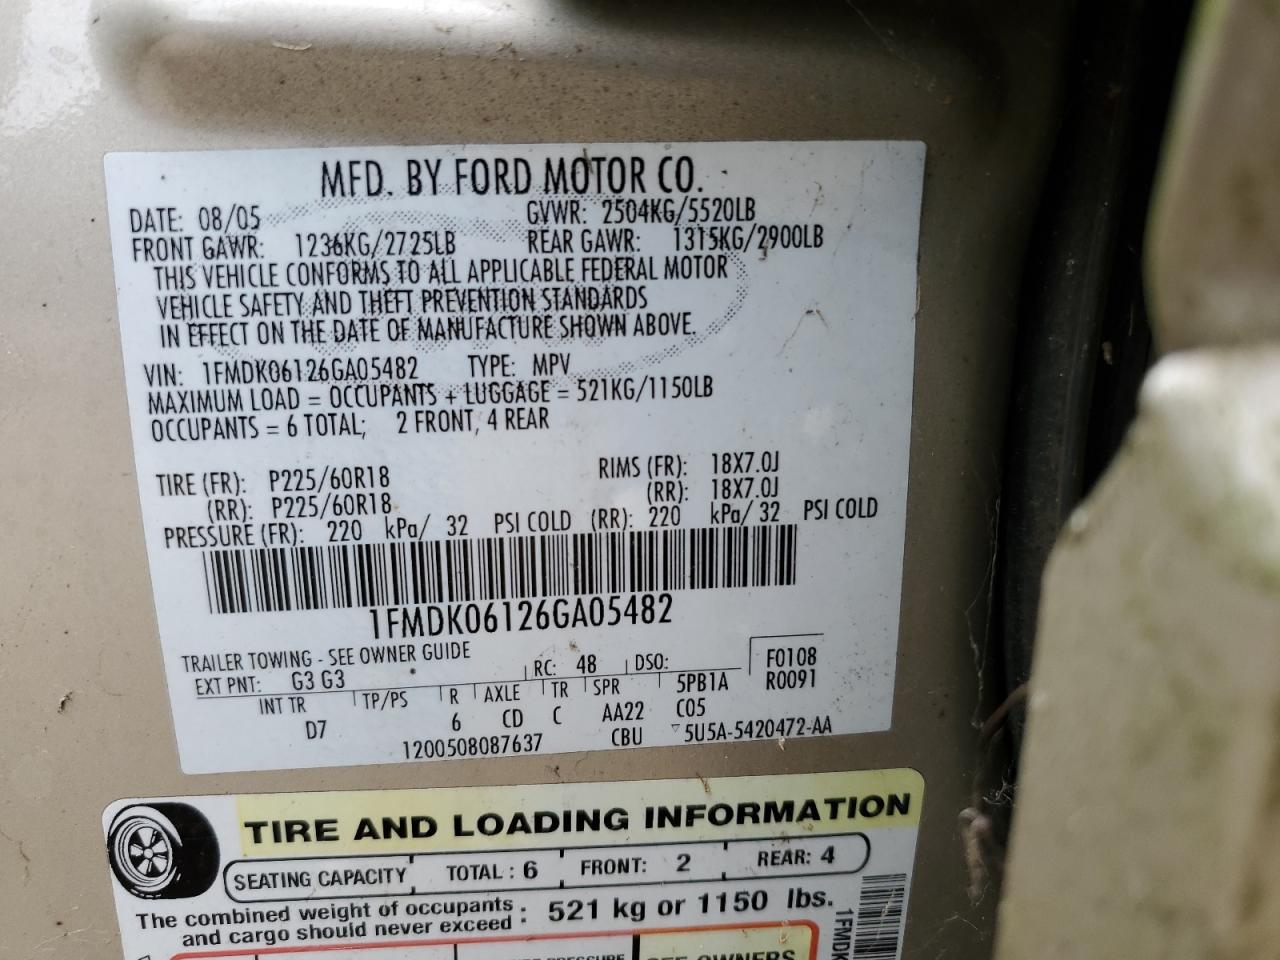 MFD. BY FORD MOTOR CO.
DATE: 08/05 GVWR: 2504KG/5520LB
FRONT GAWR: 1236KG/2725LB REAR GAWR: 1315KG/2900LB
THIS VEHICLE CONFORMS TO ALL APPLICABLE FEDERAL MOTOR
VEHICLE SAFETY AND THEFT PREVENTION STANDARDS
IN EFFECT ON THE DATE OF MANUFACTURE SHOWN ABOVE.
VIN: 1FMDK06126GA05482 TYPE: MPV
MAXIMUM LOAD = OCCUPANTS + LUGGAGE = 521KG/1150LB
OCCUPANTS = 6 TOTAL; 2 FRONT, 4 REAR
TIRE (FR): P225/60R18 RIMS (FR): 18X7.0J
(RR): P225/60R18 (RR): 18X7.0J
PRESSURE (FR): 220 kPa/ 32 PSI COLD (RR): 220 kPa/ 32 PSI COLD
1FMDK06126GA05482
TRAILER TOWING - SEE OWNER GUIDE
EXT PNT: G3 G3 RC: 48 DSO: F0108
INT TR TP/PS R AXLE TR SPR 5PB1A R0091
D7 6 CD C AA22 C05
1200508087637 CBU 5U5A-5420472-AA
TIRE AND LOADING INFORMATION
SEATING CAPACITY TOTAL : 6 FRONT: 2 REAR: 4
The combined weight of occupants
and cargo should never exceed : 521 kg or 1150 lbs.
1FMDK
SEE OWNERS